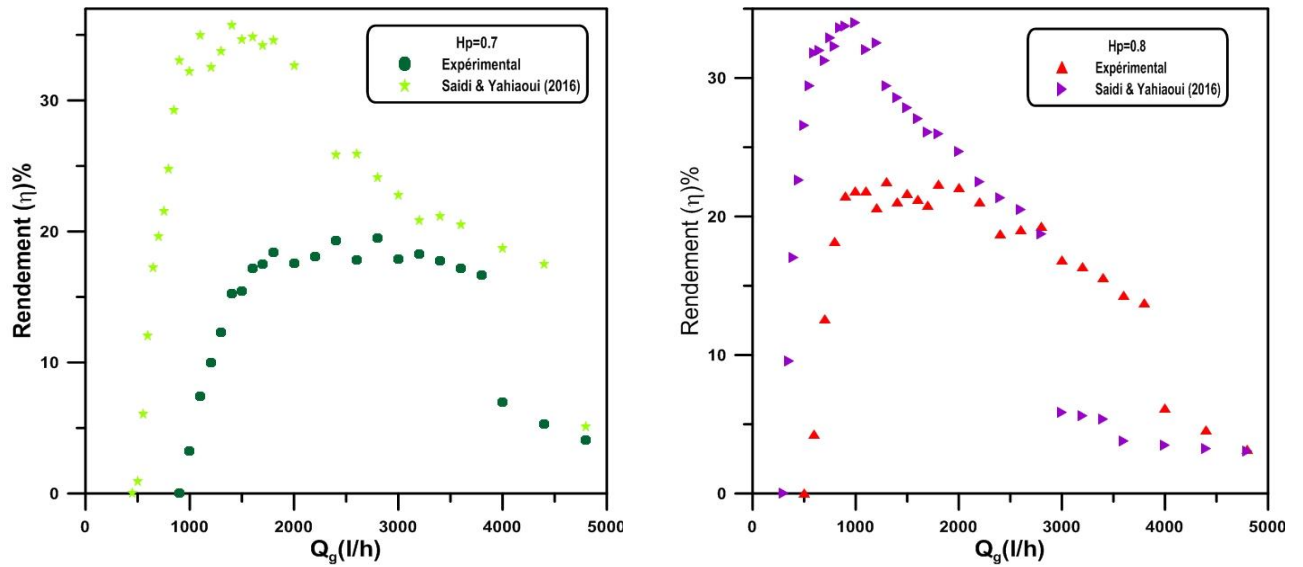 Hp=0.7
Expérimental
Saidi & Yahiaoui (2016)
Rendement (η)%
30
20
10
0
0 1000 2000 3000 4000 5000
Qg(l/h)
Hp=0.8
Expérimental
Saidi & Yahiaoui (2016)
Rendement (η)%
30
20
10
0
0 1000 2000 3000 4000 5000
Qg(l/h)